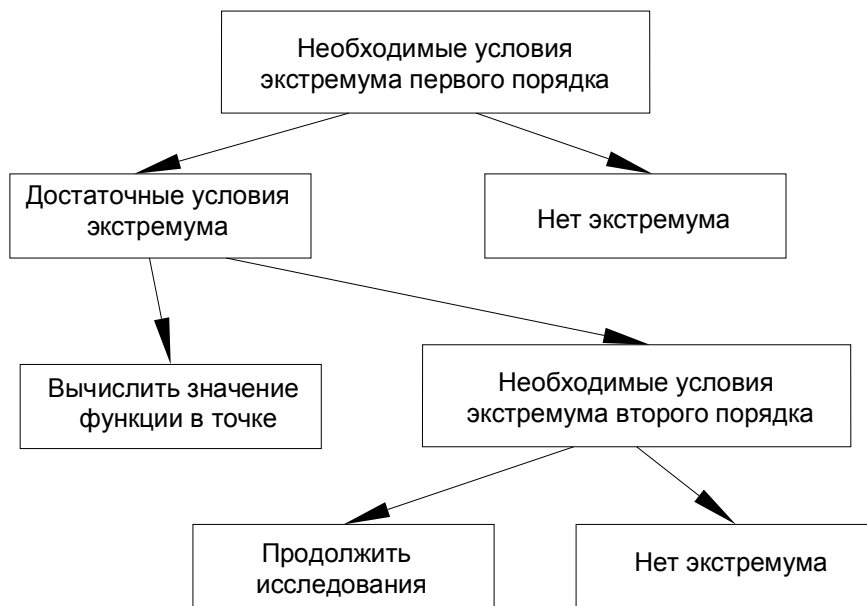 Необходимые условия
экстремума первого порядка
Достаточные условия
экстремума
Нет экстремума
Вычислить значение
функции в точке
Необходимые условия
экстремума второго порядка
Продолжить
исследования
Нет экстремума